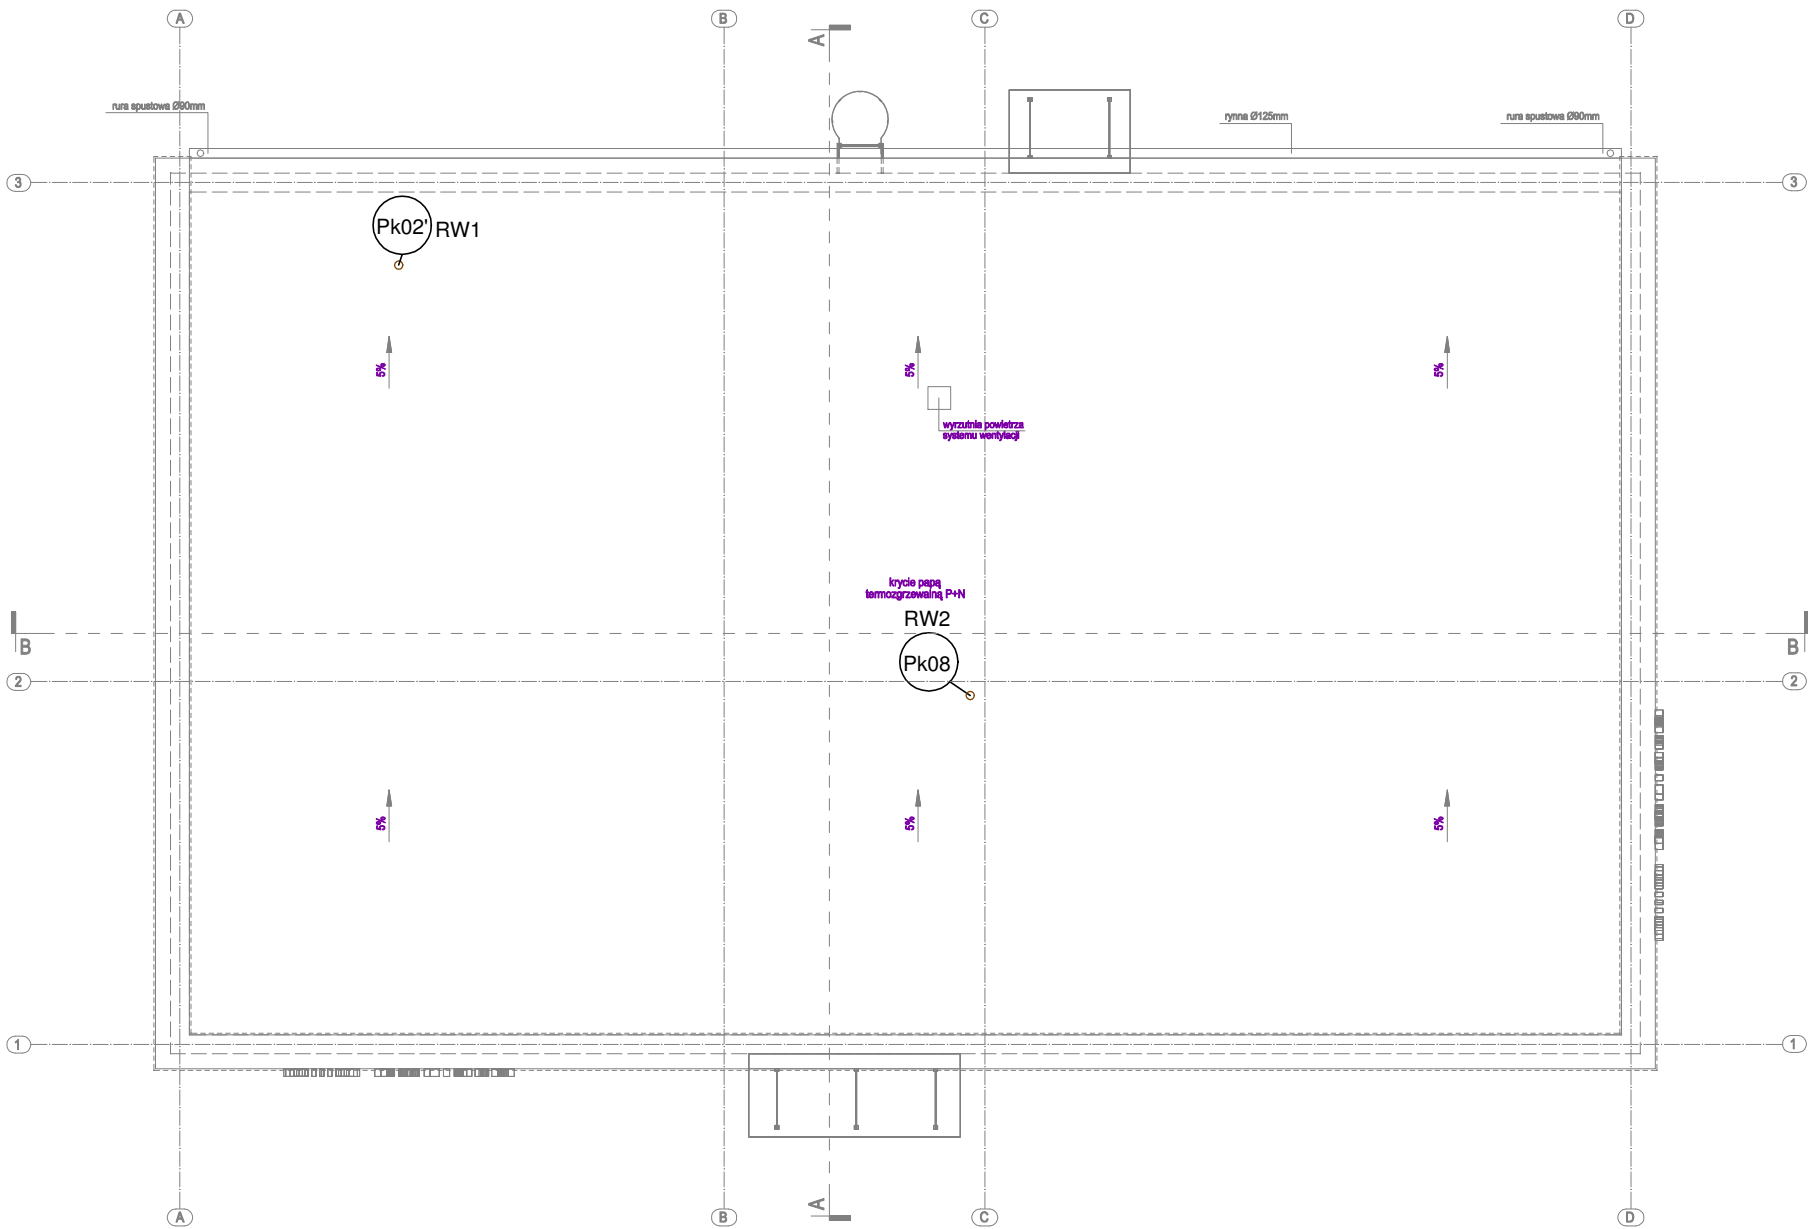 A
B
C
D
A
rura spustowa Ø90mm
rynna Ø125mm
rura spustowa Ø90mm
3
3
Pk02' RW1
5%
5%
5%
wyrzutnia powietrza
systemu wentylacji
krycie papą
termozgrzewalną P+N
RW2
B
B
Pk08
2
2
5%
5%
5%
1
1
A
A
B
C
D